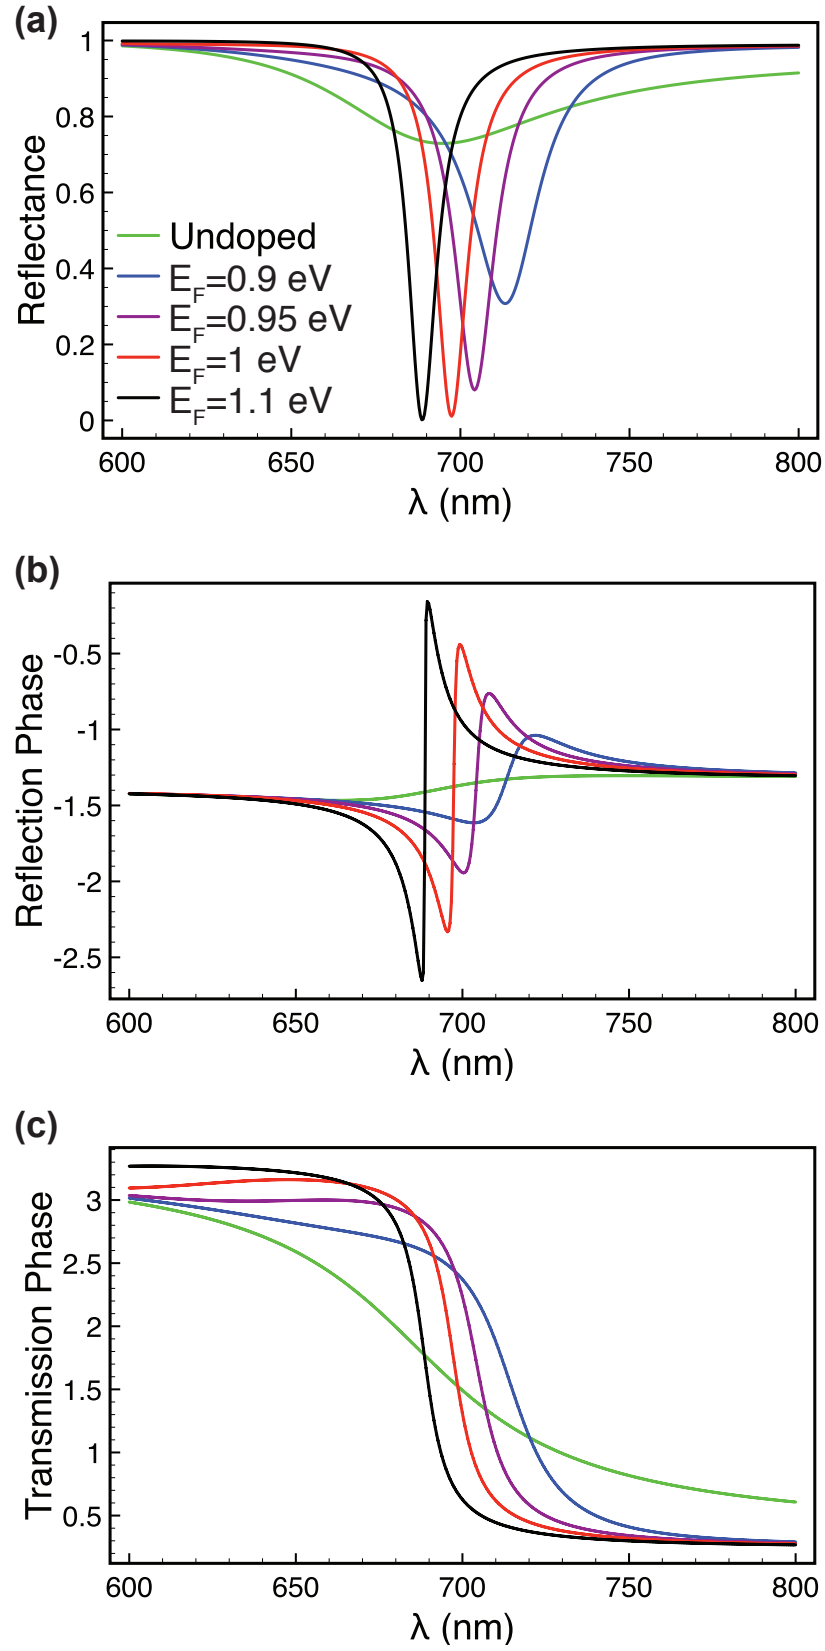 (a)
1
0.8
0.6
0.4
0.2
0
Reflectance
Undoped
E_F=0.9 eV
E_F=0.95 eV
E_F=1 eV
E_F=1.1 eV
600 650 700 750 800
λ (nm)
(b)
-0.5
-1
-1.5
-2
-2.5
Reflection Phase
600 650 700 750 800
λ (nm)
(c)
3
2.5
2
1.5
1
0.5
Transmission Phase
600 650 700 750 800
λ (nm)